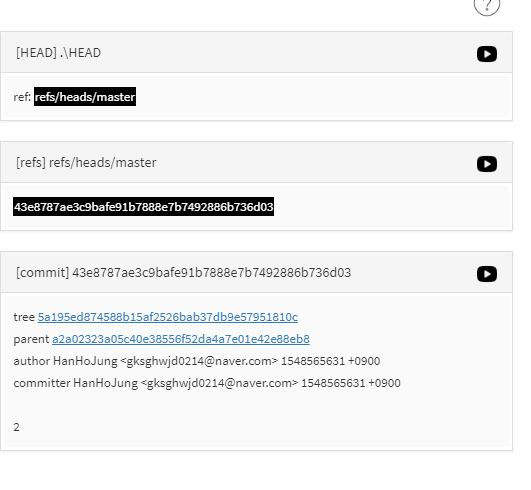 ?
[HEAD] .\HEAD
ref: refs/heads/master
[refs] refs/heads/master
43e8787ae3c9bafe91b7888e7b7492886b736d03
[commit] 43e8787ae3c9bafe91b7888e7b7492886b736d03
tree 5a195ed874588b15af2526bab37db9e57951810c
parent a2a02323a05c40e38556f52da4a7e01e42e88eb8
author HanHoJung <gksghwjd0214@naver.com> 1548565631 +0900
committer HanHoJung <gksghwjd0214@naver.com> 1548565631 +0900
2